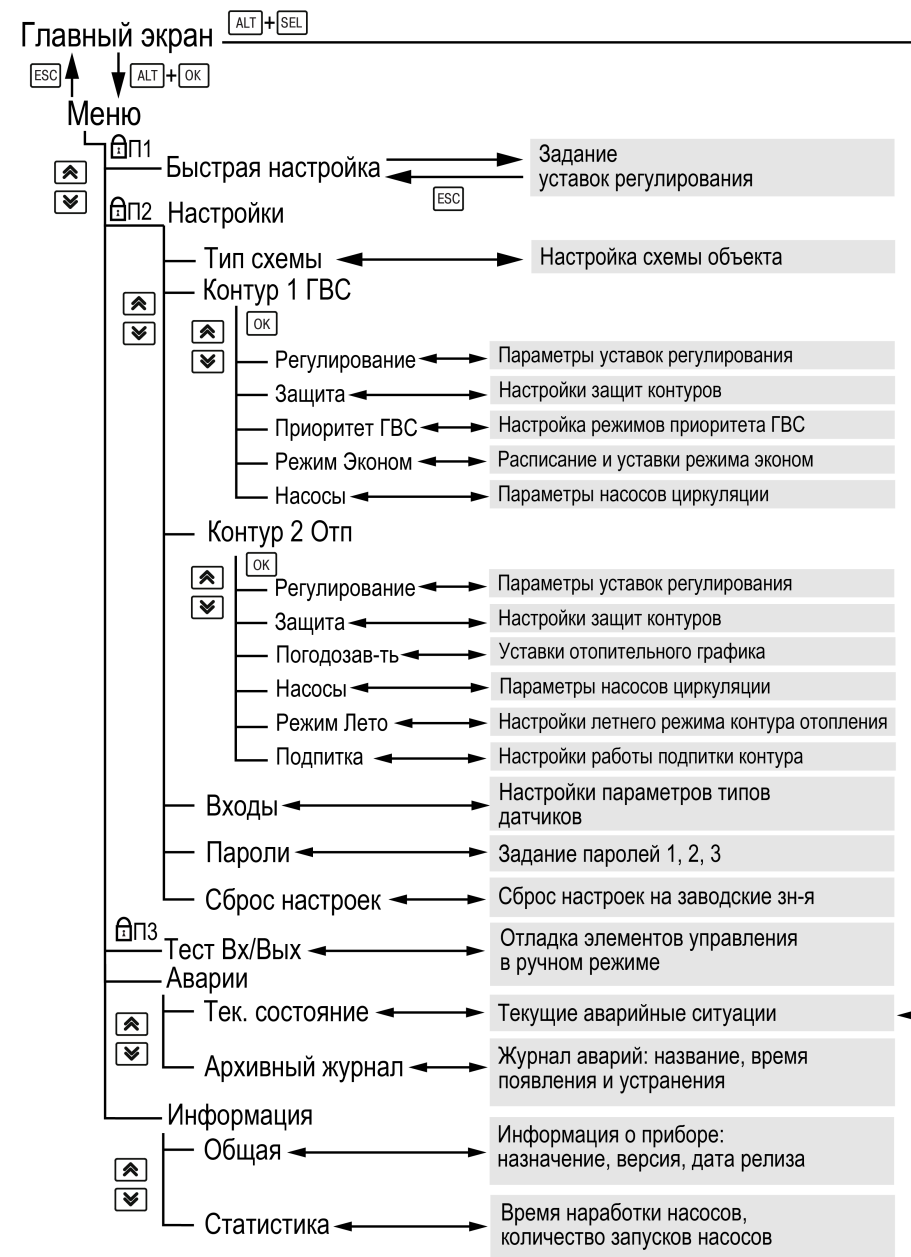 Главный экран ALT + SEL
ESC ALT + OK
Меню
П1
Быстрая настройка
Задание
уставок регулирования
ESC
П2 Настройки
Тип схемы
Настройка схемы объекта
Контур 1 ГВС
OK
Регулирование Параметры уставок регулирования
Защита Настройки защит контуров
Приоритет ГВС Настройка режимов приоритета ГВС
Режим Эконом Расписание и уставки режима эконом
Насосы Параметры насосов циркуляции
Контур 2 Отп
OK
Регулирование Параметры уставок регулирования
Защита Настройки защит контуров
Погодозав-ть Уставки отопительного графика
Насосы Параметры насосов циркуляции
Режим Лето Настройки летнего режима контура отопления
Подпитка Настройки работы подпитки контура
Входы
Настройки параметров типов
датчиков
Пароли Задание паролей 1, 2, 3
Сброс настроек Сброс настроек на заводские зн-я
П3
Тест Вх/Вых
Отладка элементов управления
в ручном режиме
Аварии
Тек. состояние Текущие аварийные ситуации
Архивный журнал
Журнал аварий: название, время
появления и устранения
Информация
Общая
Информация о приборе:
назначение, версия, дата релиза
Статистика
Время наработки насосов,
количество запусков насосов